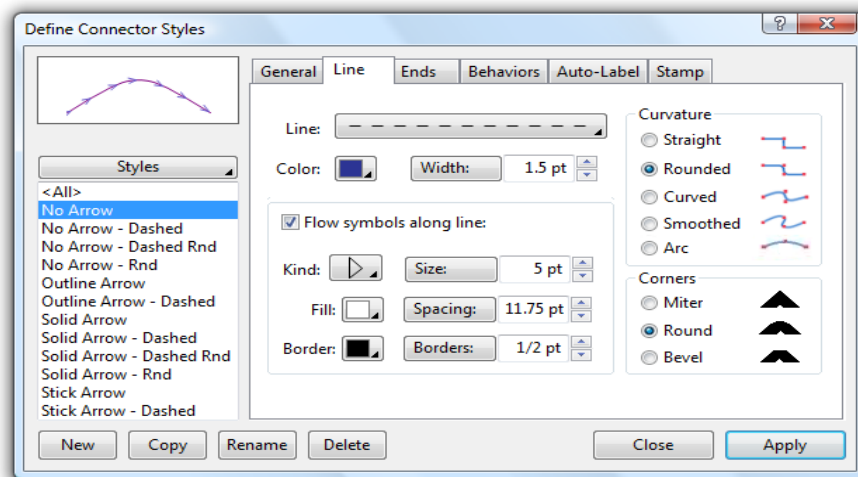 Define Connector Styles
?
General Line Ends Behaviors Auto-Label Stamp
Styles
<All>
No Arrow
No Arrow - Dashed
No Arrow - Dashed Rnd
No Arrow - Rnd
Outline Arrow
Outline Arrow - Dashed
Solid Arrow
Solid Arrow - Dashed
Solid Arrow - Dashed Rnd
Solid Arrow - Rnd
Stick Arrow
Stick Arrow - Dashed
Line:
Color: Width: 1.5 pt
Flow symbols along line:
Kind: Size: 5 pt
Fill: Spacing: 11.75 pt
Border: Borders: 1/2 pt
Curvature
Straight
Rounded
Curved
Smoothed
Arc
Corners
Miter
Round
Bevel
New Copy Rename Delete Close Apply